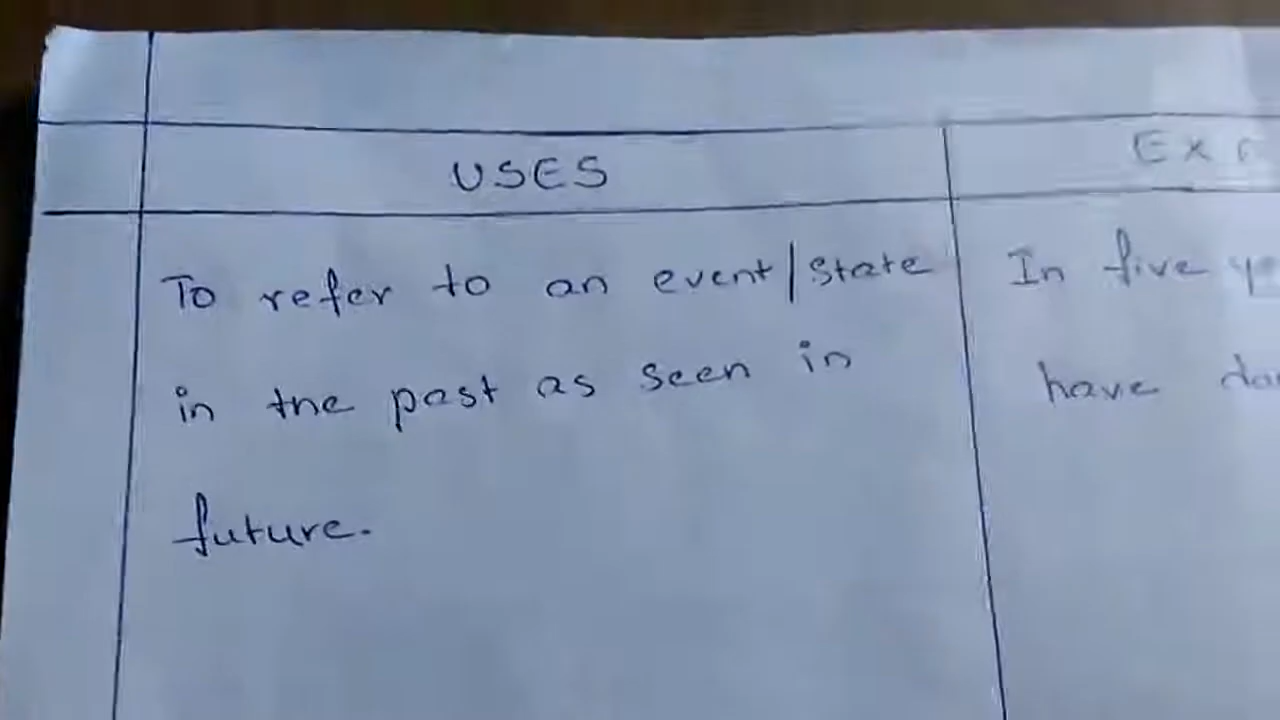 USES
To refer to an event/state
in the past as seen in
future.
In five
have